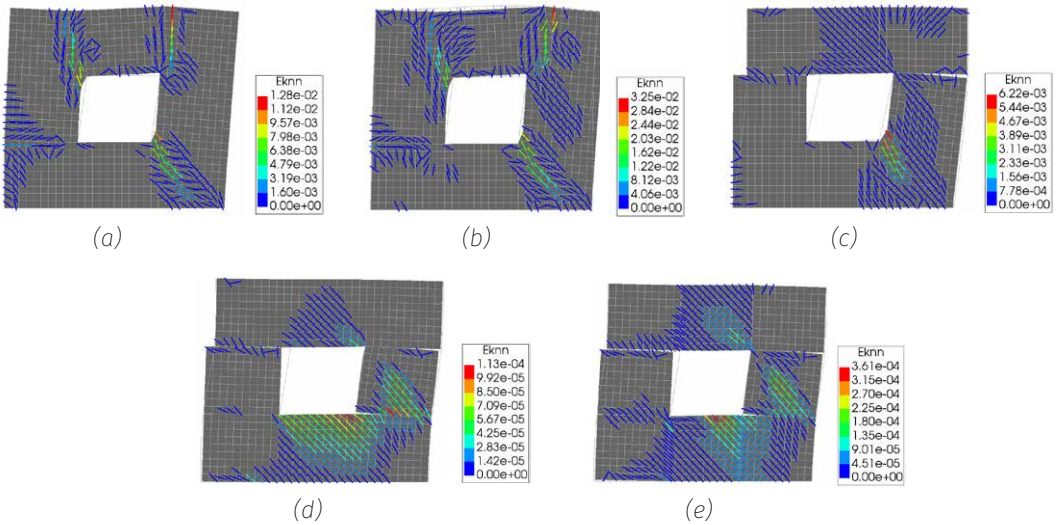 Eknn
1.28e-02
1.12e-02
9.57e-03
7.98e-03
6.38e-03
4.79e-03
3.19e-03
1.60e-03
0.00e+00
Eknn
3.25e-02
2.84e-02
2.44e-02
2.03e-02
1.62e-02
1.22e-02
8.12e-03
4.06e-03
0.00e+00
Eknn
6.22e-03
5.44e-03
4.67e-03
3.89e-03
3.11e-03
2.33e-03
1.56e-03
7.78e-04
0.00e+00
(a)
(b)
(c)
Eknn
1.13e-04
9.92e-05
8.50e-05
7.09e-05
5.67e-05
4.25e-05
2.83e-05
1.42e-05
0.00e+00
Eknn
3.61e-04
3.15e-04
2.70e-04
2.25e-04
1.80e-04
1.35e-04
9.01e-05
4.51e-05
0.00e+00
(d)
(e)